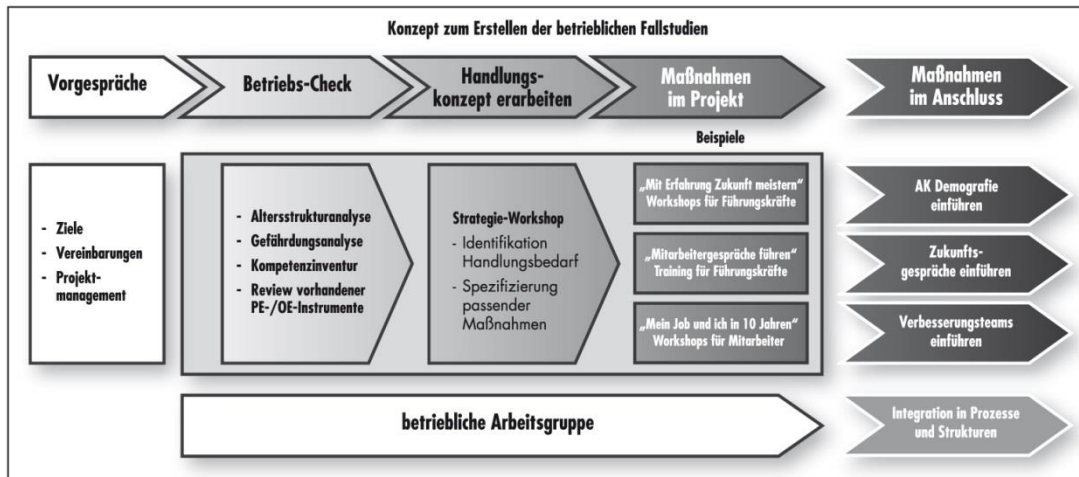 Konzept zum Erstellen der betrieblichen Fallstudien
Vorgespräche
Betriebs-Check
Handlungs-
konzept erarbeiten
Maßnahmen
im Projekt
Maßnahmen
im Anschluss
Beispiele
- Ziele
- Vereinbarungen
- Projekt-
management
- Altersstrukturanalyse
- Gefährdungsanalyse
- Kompetenzinventur
- Review vorhandener
PE-/OE-Instrumente
Strategie-Workshop
- Identifikation
Handlungsbedarf
- Spezifizierung
passender
Maßnahmen
„Mit Erfahrung Zukunft meistern“
Workshops für Führungskräfte
„Mitarbeitergespräche führen“
Training für Führungskräfte
„Mein Job und ich in 10 Jahren“
Workshops für Mitarbeiter
AK Demografie
einführen
Zukunfts-
gespräche einführen
Verbesserungsteams
einführen
betriebliche Arbeitsgruppe
Integration in Prozesse
und Strukturen